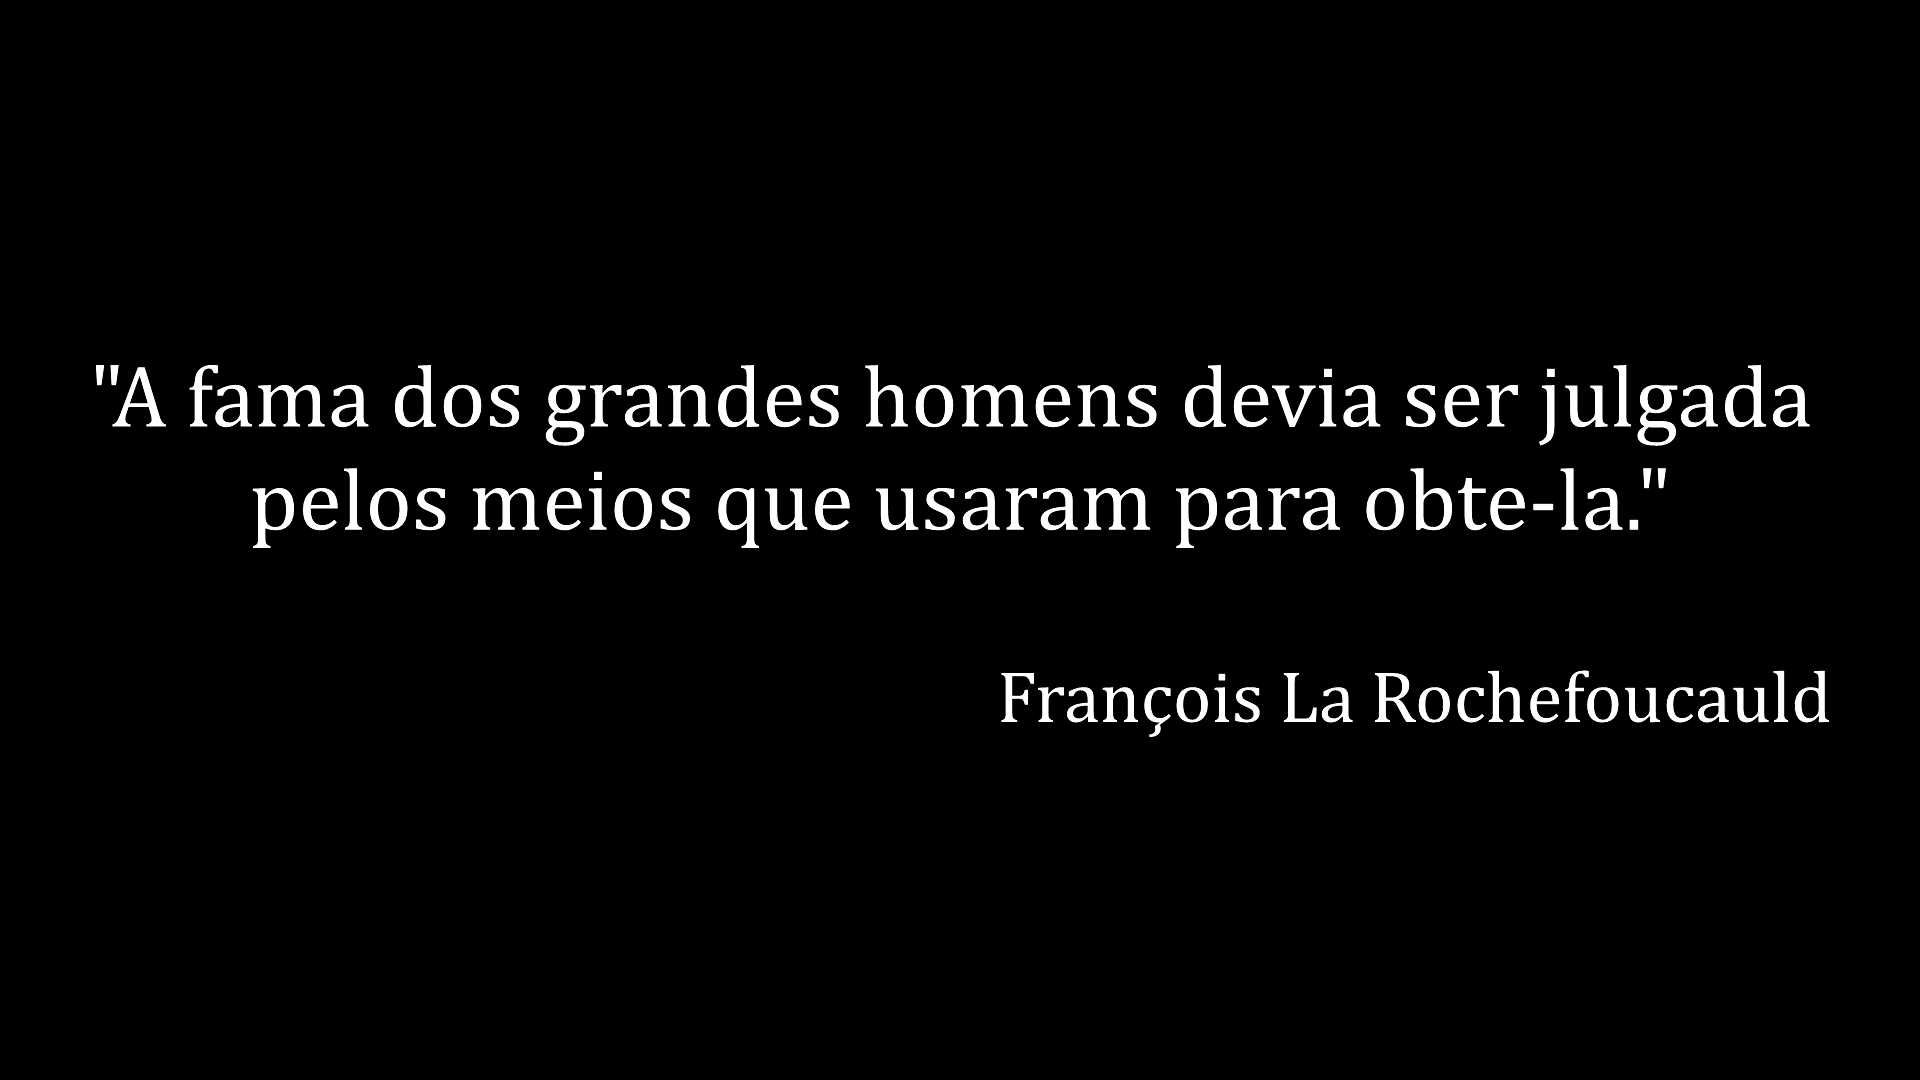 "A fama dos grandes homens devia ser julgada
pelos meios que usaram para obte-la."
François La Rochefoucauld